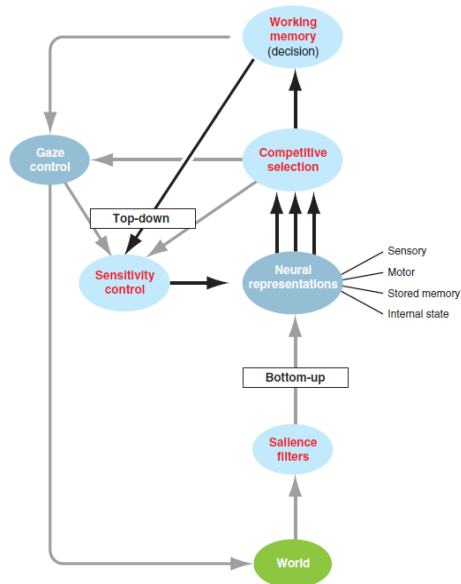 Working
memory
(decision)
Gaze
control
Competitive
selection
Top-down
Sensitivity
control
Neural
representations
Sensory
Motor
Stored memory
Internal state
Bottom-up
Salience
filters
World